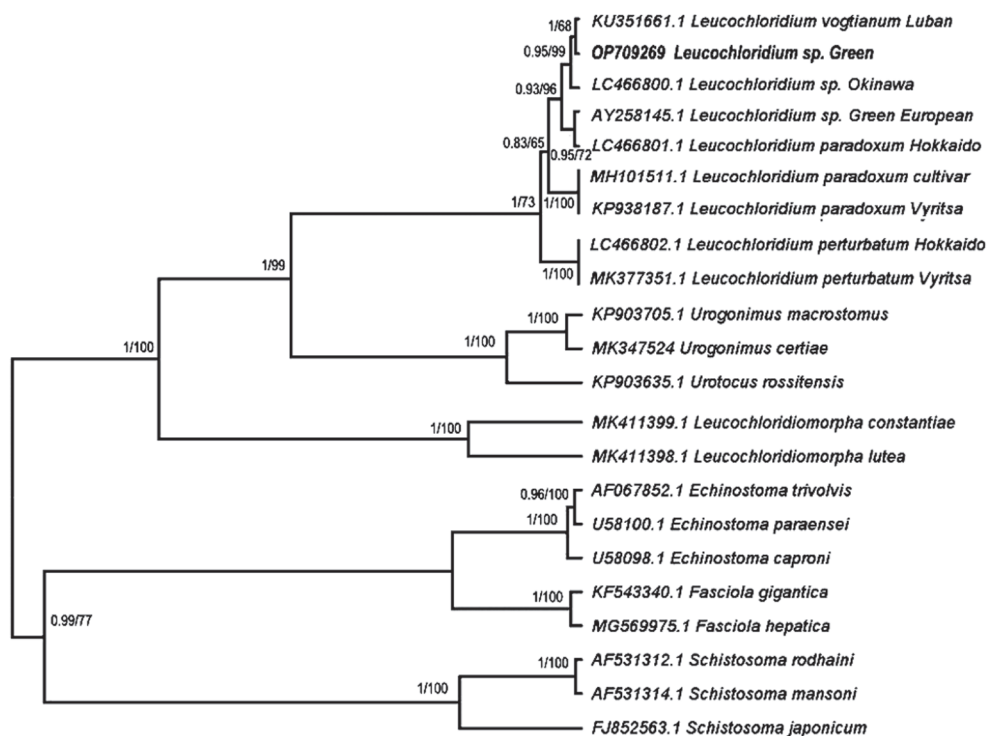 KU351661.1 Leucochloridium vogtianum Luban
1/68
0.95/99
OP709269 Leucochloridium sp. Green
LC466800.1 Leucochloridium sp. Okinawa
0.93/96
AY258145.1 Leucochloridium sp. Green European
0.83/65
LC466801.1 Leucochloridium paradoxum Hokkaido
0.95/72
MH101511.1 Leucochloridium paradoxum cultivar
1/73
1/100
KP938187.1 Leucochloridium paradoxum Vyritsa
LC466802.1 Leucochloridium perturbatum Hokkaido
1/99
1/100
MK377351.1 Leucochloridium perturbatum Vyritsa
1/100
KP903705.1 Urogonimus macrostomus
1/100
1/100
MK347524 Urogonimus certiae
KP903635.1 Urotocus rossitensis
MK411399.1 Leucochloridiomorpha constantiae
1/100
MK411398.1 Leucochloridiomorpha lutea
0.96/100
AF067852.1 Echinostoma trivolvis
1/100
U58100.1 Echinostoma paraensei
U58098.1 Echinostoma caproni
1/100
KF543340.1 Fasciola gigantica
0.99/77
MG569975.1 Fasciola hepatica
1/100
AF531312.1 Schistosoma rodhaini
1/100
AF531314.1 Schistosoma mansoni
FJ852563.1 Schistosoma japonicum